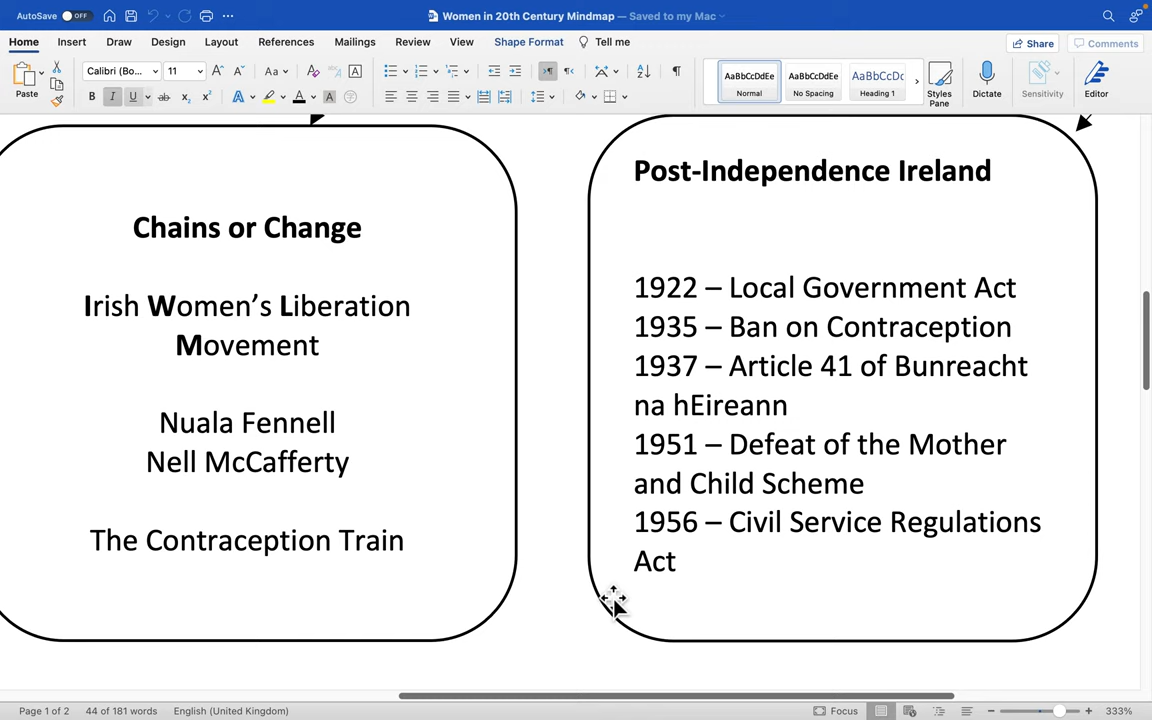 AutoSave OFF
Women in 20th Century Mindmap — Saved to my Mac
Home Insert Draw Design Layout References Mailings Review View Shape Format Tell me
Share Comments
Paste
Calibri (Bo... 11
AaBbCcDdEe AaBbCcDdEe AaBbCcDc
Normal No Spacing Heading 1
Styles Pane
Dictate
Sensitivity
Editor
Chains or Change
Irish Women’s Liberation
Movement
Nuala Fennell
Nell McCafferty
The Contraception Train
Post-Independence Ireland
1922 – Local Government Act
1935 – Ban on Contraception
1937 – Article 41 of Bunreacht
na hEireann
1951 – Defeat of the Mother
and Child Scheme
1956 – Civil Service Regulations
Act
Page 1 of 2 44 of 181 words English (United Kingdom) Focus 333%